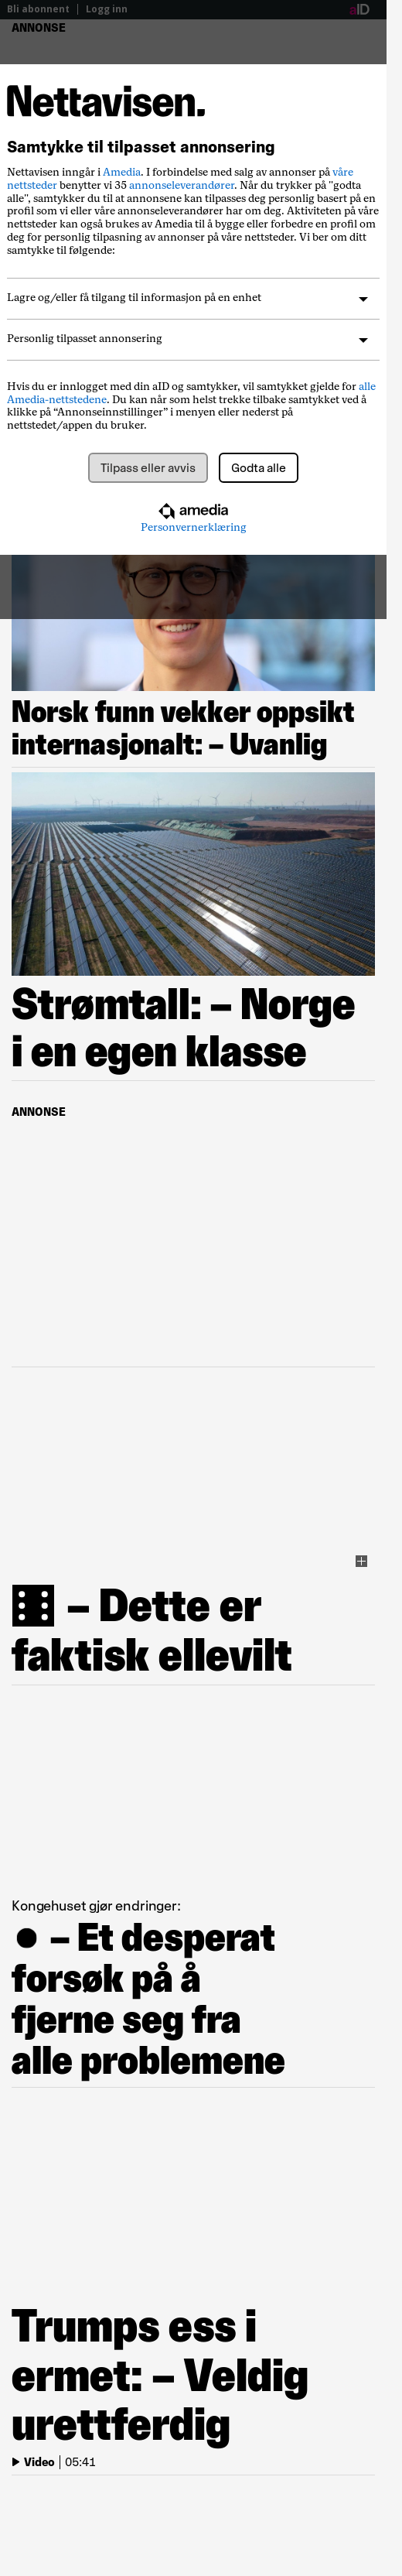 Bli abonnent | Logg inn aID
ANNONSE
Nettavisen.
Samtykke til tilpasset annonsering
Nettavisen inngår i Amedia. I forbindelse med salg av annonser på våre
nettsteder benytter vi 35 annonseleverandører. Når du trykker på "godta
alle", samtykker du til at annonsene kan tilpasses deg personlig basert på en
profil som vi eller våre annonseleverandører har om deg. Aktiviteten på våre
nettsteder kan også brukes av Amedia til å bygge eller forbedre en profil om
deg for personlig tilpasning av annonser på våre nettsteder. Vi ber om ditt
samtykke til følgende:
Lagre og/eller få tilgang til informasjon på en enhet
Personlig tilpasset annonsering
Hvis du er innlogget med din aID og samtykker, vil samtykket gjelde for alle
Amedia-nettstedene. Du kan når som helst trekke tilbake samtykket ved å
klikke på “Annonseinnstillinger” i menyen eller nederst på
nettstedet/appen du bruker.
Tilpass eller avvis Godta alle
amedia
Personvernerklæring
Norsk funn vekker oppsikt
internasjonalt: – Uvanlig
Strømtall: – Norge
i en egen klasse
ANNONSE
– Dette er
faktisk ellevilt
Kongehuset gjør endringer:
– Et desperat
forsøk på å
fjerne seg fra
alle problemene
Trumps ess i
ermet: – Veldig
urettferdig
Video | 05:41